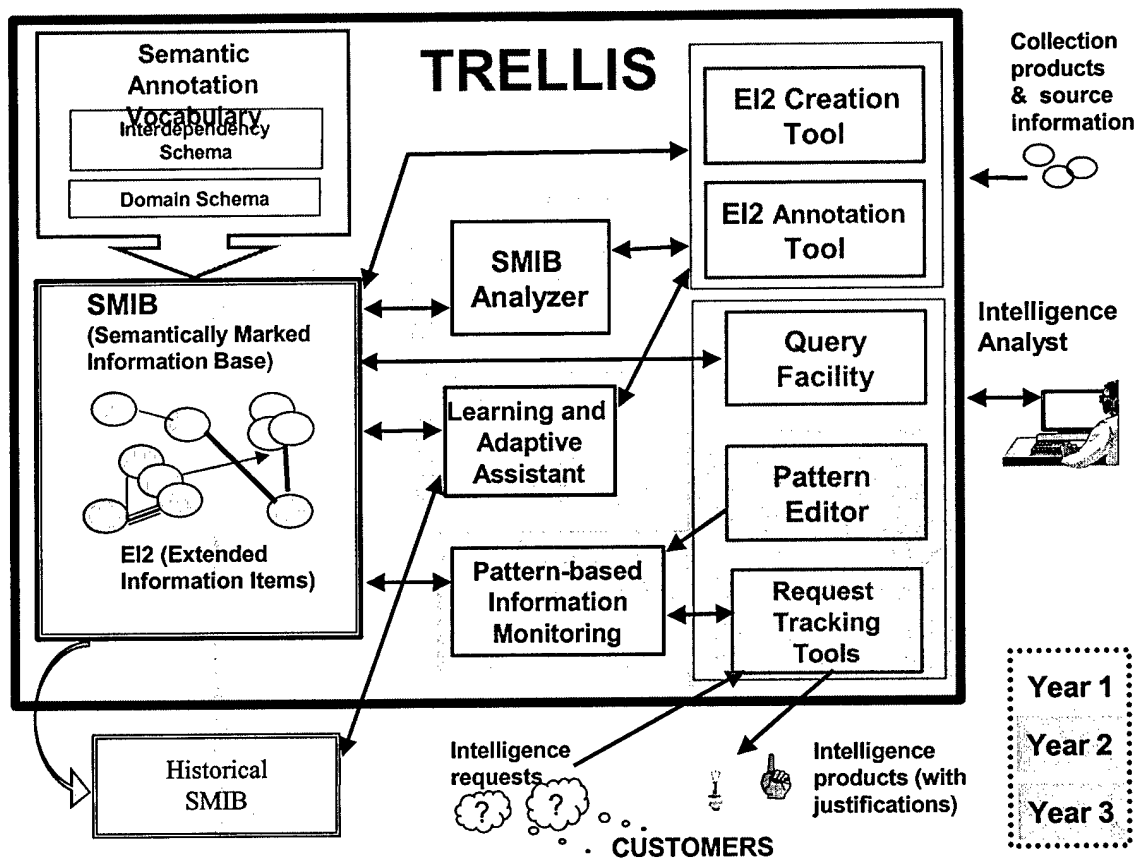 Semantic
Annotation
Vocabulary
Interdependency
Schema
Domain Schema
TRELLIS
EI2 Creation
Tool
EI2 Annotation
Tool
Collection
products
& source
information
SMIB
Analyzer
SMIB
(Semantically Marked
Information Base)
EI2 (Extended
Information Items)
Query
Facility
Intelligence
Analyst
Learning and
Adaptive
Assistant
Pattern
Editor
Pattern-based
Information
Monitoring
Request
Tracking
Tools
Year 1
Year 2
Year 3
Historical
SMIB
Intelligence
requests
?
?
Intelligence
products (with
justifications)
CUSTOMERS